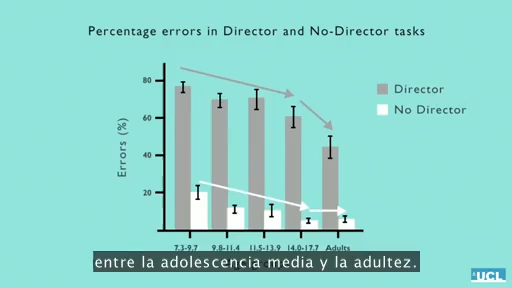 Percentage errors in Director and No-Director tasks
80
60
40
20
Errors (%)
Director
No Director
7.3-9.7 9.8-11.4 11.5-13.9 14.0-17.7 Adults
entre la adolescencia media y la adultez.
UCL